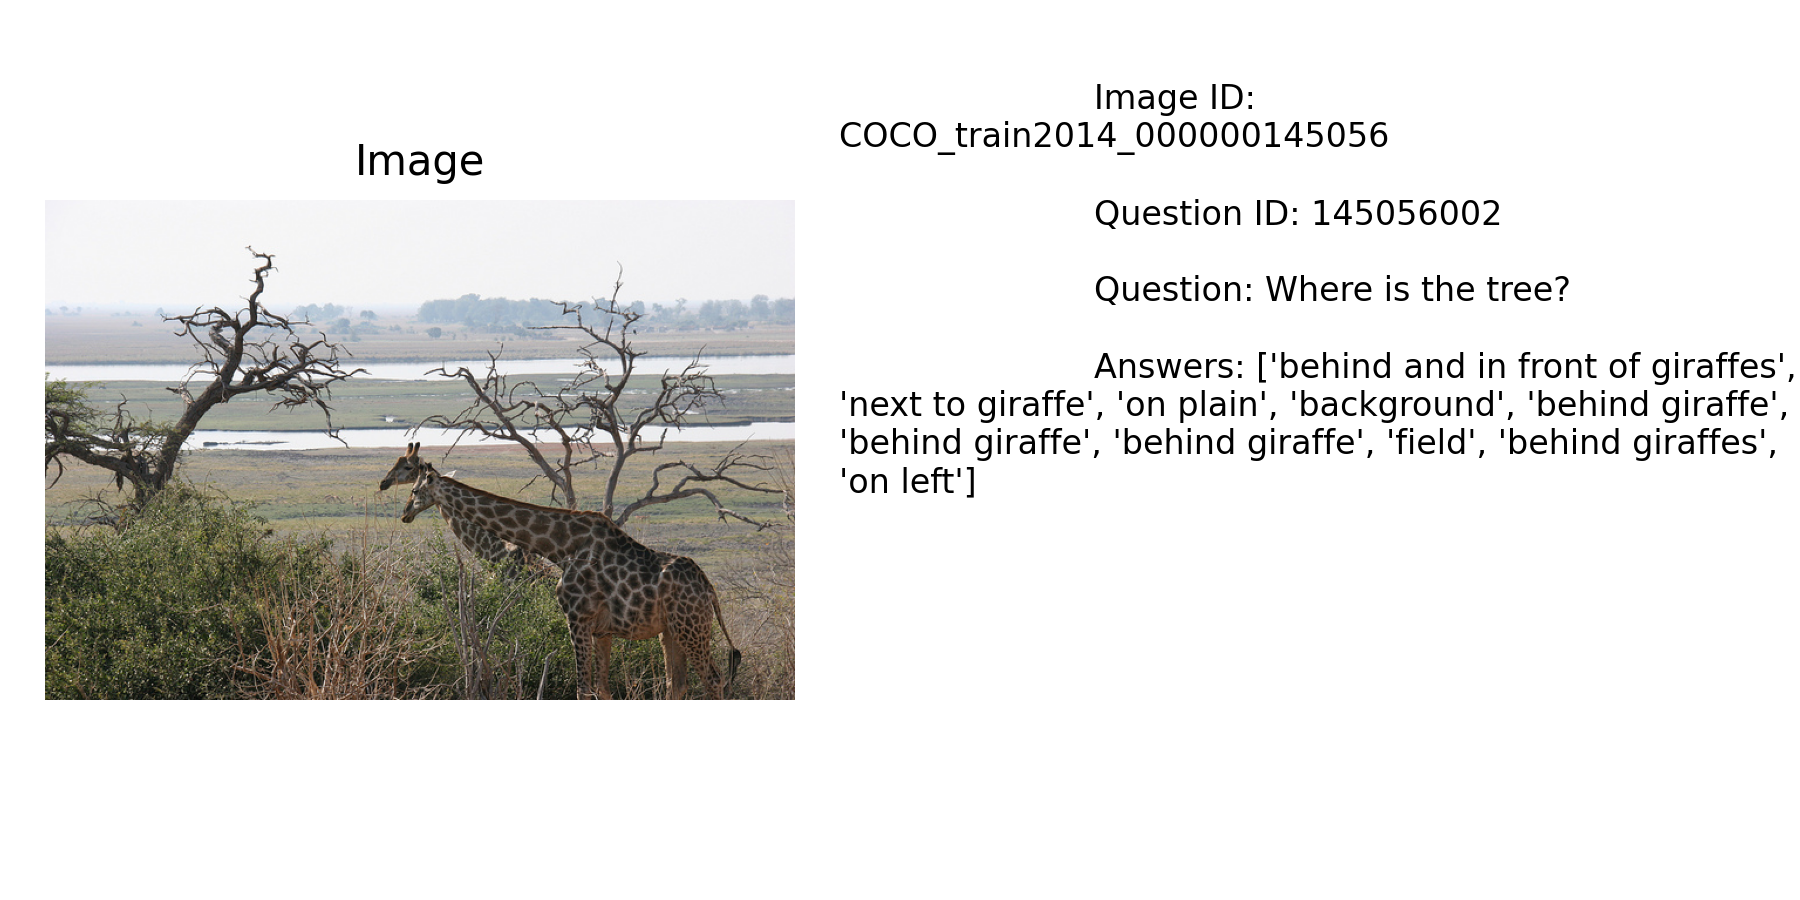 Image
Image ID:
COCO_train2014_000000145056
Question ID: 145056002
Question: Where is the tree?
Answers: ['behind and in front of giraffes',
'next to giraffe', 'on plain', 'background', 'behind giraffe',
'behind giraffe', 'behind giraffe', 'field', 'behind giraffes',
'on left']